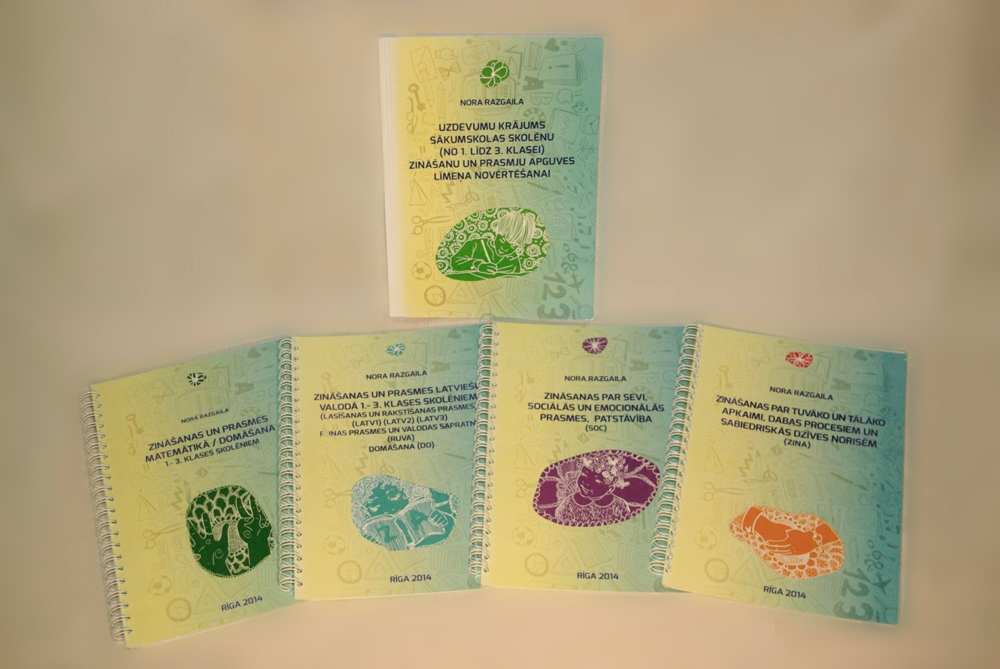 NORA RAZGAILA
UZDEVUMU KRĀJUMS
SĀKUMSKOLAS SKOLĒNU
(NO 1. LĪDZ 3. KLASEI)
ZINĀŠANU UN PRASMJU APGUVES
LĪMEŅA NOVĒRTĒŠANAI
123
NORA RAZGAILA
ZINĀŠANAS UN PRASMES
MATEMĀTIKĀ / DOMĀŠANA
1.- 3. KLASES SKOLĒNIEM
RĪGA 2014
NORA RAZGAILA
ZINĀŠANAS UN PRASMES LATVIEŠU
VALODĀ 1.- 3. KLASES SKOLĒNIEM
(LASĪŠANAS UN RAKSTĪŠANAS PRASMES)
(LATV1) (LATV2) (LATV3)
PRASMES UN VALODAS SAPRATN
(RUVA)
DOMĀŠANA (DO)
RĪGA 2014
NORA RAZGAILA
ZINĀŠANAS PAR SEVI,
SOCIĀLĀS UN EMOCIONĀLĀS
PRASMES, PATSTĀVĪBA
(SOC)
RĪGA 2014
NORA RAZGAILA
ZINĀŠANAS PAR TUVĀKO UN TĀLĀKO
APKAIMI, DABAS PROCESIEM UN
SABIEDRISKĀS DZĪVES NORISĒM
(ZINA)
123
RĪGA 2014